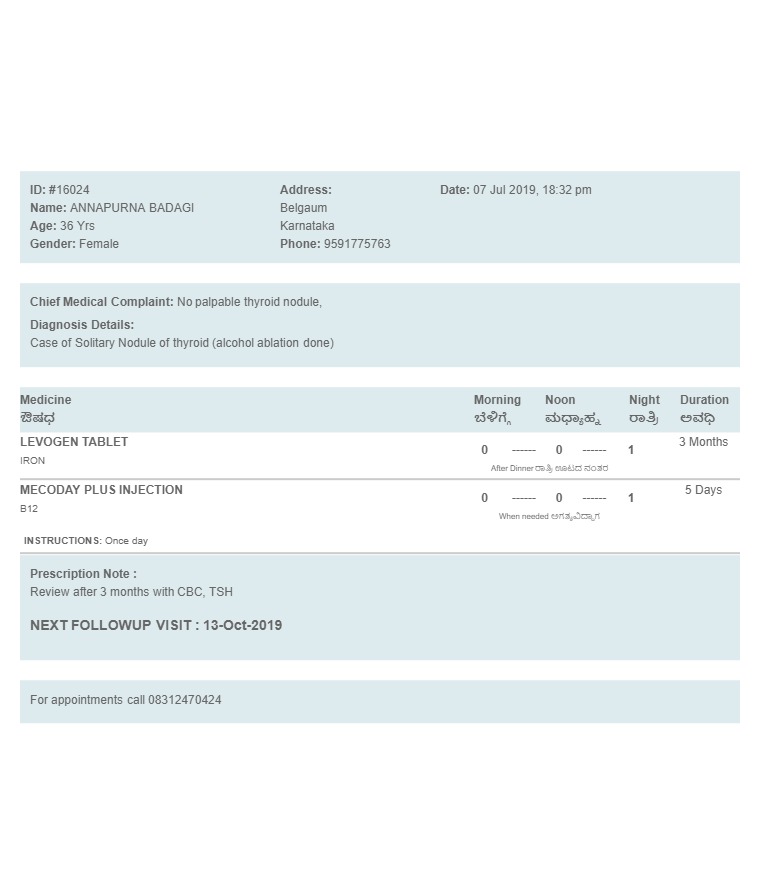 ID: #16024
Name: ANNAPURNA BADAGI
Age: 36 Yrs
Gender: Female
Address:
Belgaum
Karnataka
Phone: 9591775763
Date: 07 Jul 2019, 18:32 pm
Chief Medical Complaint: No palpable thyroid nodule,
Diagnosis Details:
Case of Solitary Nodule of thyroid (alcohol ablation done)
Medicine Morning Noon Night Duration
ಔಷಧ ಬೆಳಿಗ್ಗೆ ಮಧ್ಯಾಹ್ನ ರಾತ್ರಿ ಅವಧಿ
LEVOGEN TABLET 0 ------ 0 ------ 1 3 Months
IRON After Dinner ರಾತ್ರಿ ಊಟದ ನಂತರ
MECODAY PLUS INJECTION 0 ------ 0 ------ 1 5 Days
B12 When needed ಅಗತ್ಯವಿದ್ದಾಗ
INSTRUCTIONS: Once day
Prescription Note :
Review after 3 months with CBC, TSH
NEXT FOLLOWUP VISIT : 13-Oct-2019
For appointments call 08312470424